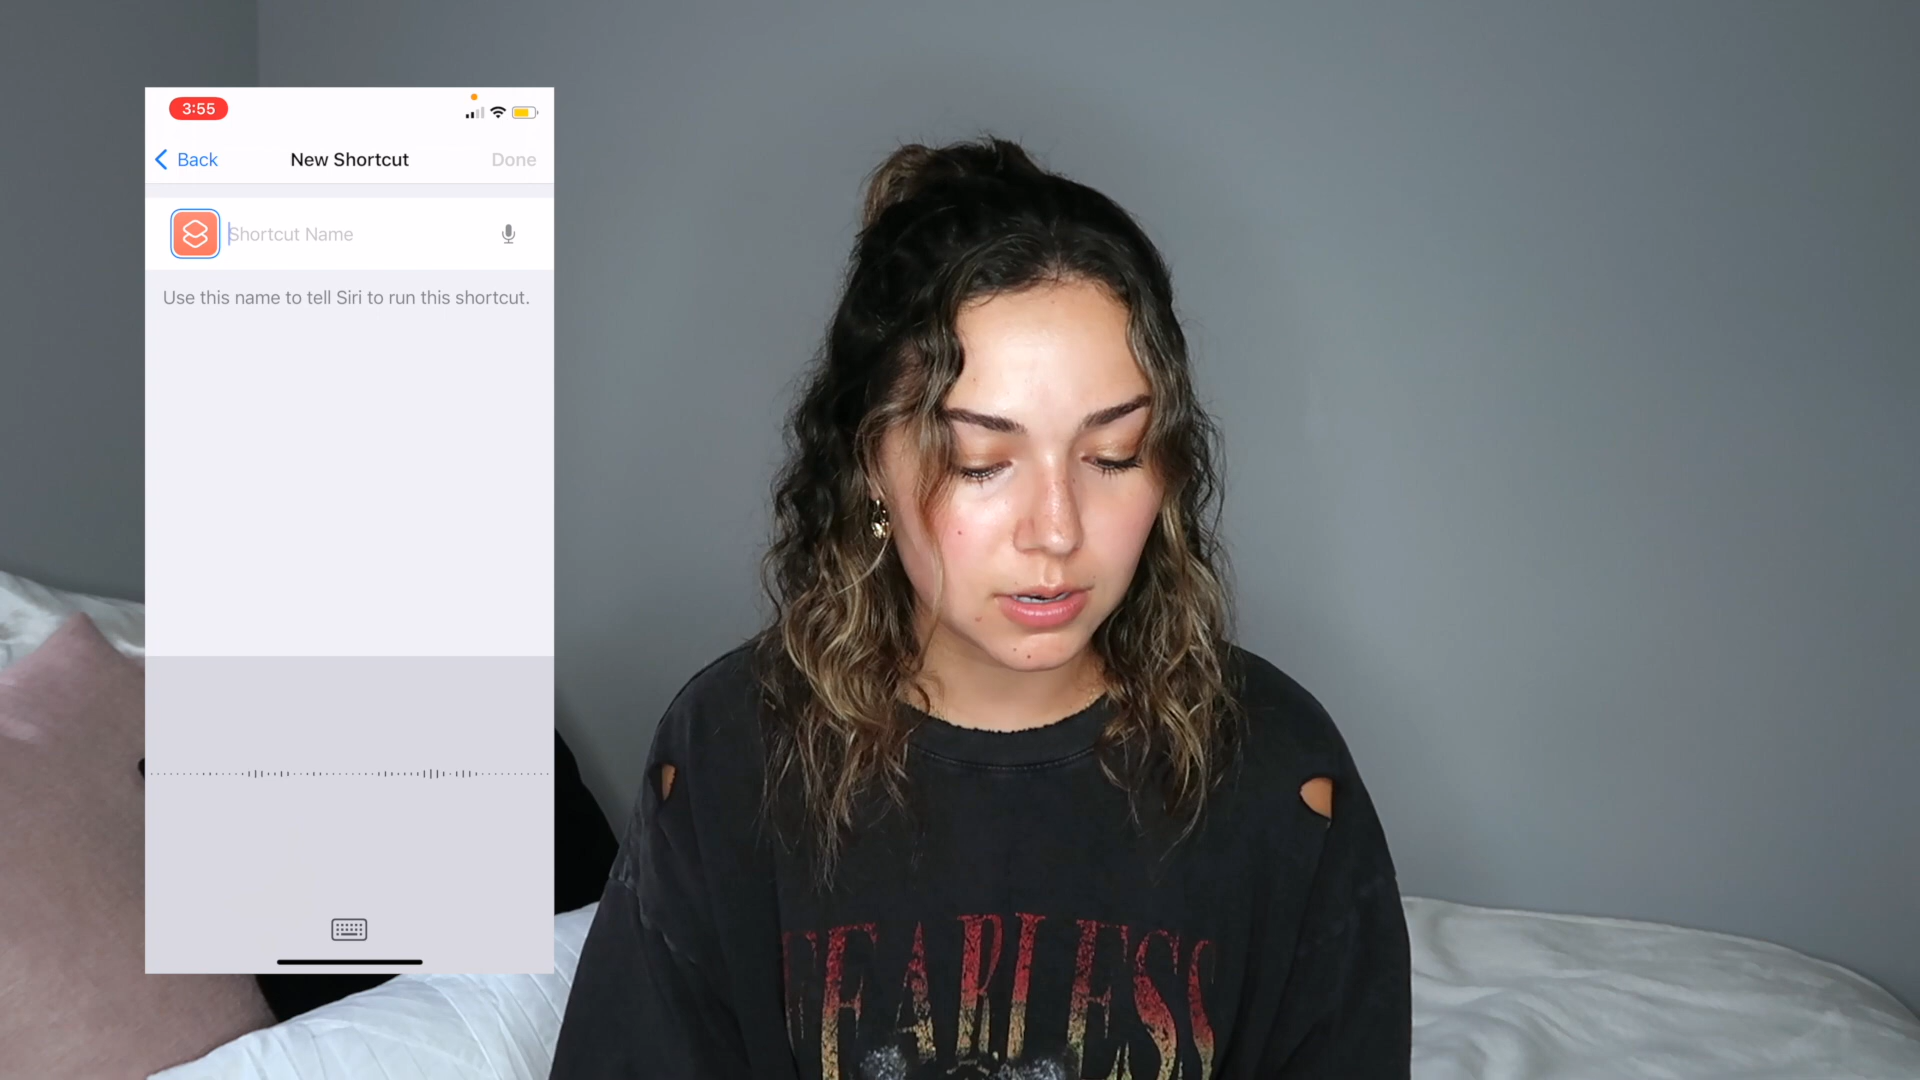 3:55
Back
New Shortcut
Done
Shortcut Name
Use this name to tell Siri to run this shortcut.
FEARLESS